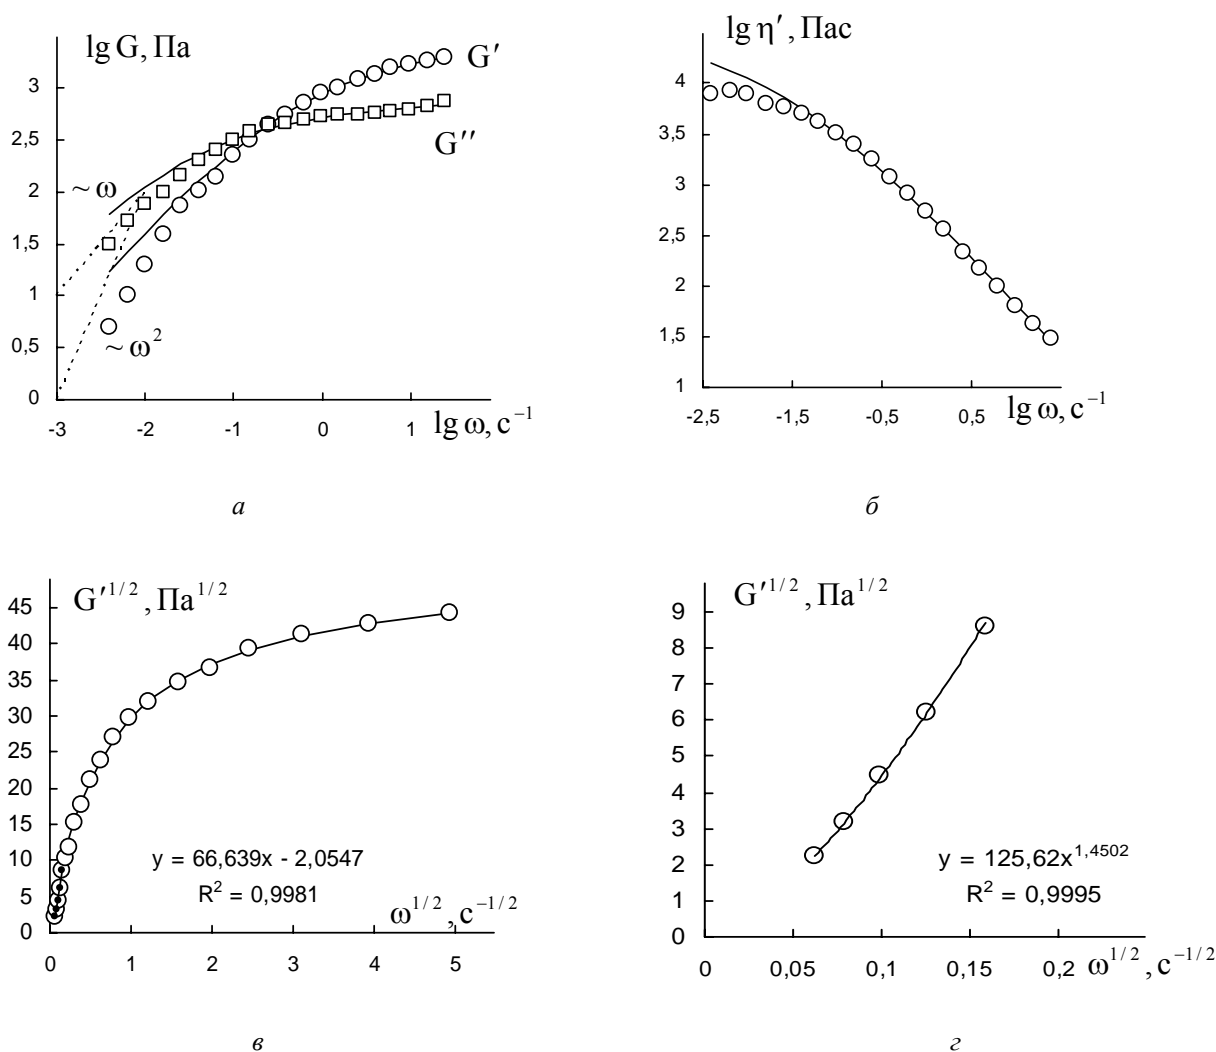 lg G, Па
G′
G′′
~ω
~ω²
3
2,5
2
1,5
1
0,5
0
-3 -2 -1 0 1
lg ω, с⁻¹
а
lg η′, Пас
4
3,5
3
2,5
2
1,5
1
-2,5 -1,5 -0,5 0,5
lg ω, с⁻¹
б
G′^1/2, Па^1/2
45
40
35
30
25
20
15
10
5
0
0 1 2 3 4 5
y = 66,639x - 2,0547
R² = 0,9981
ω^1/2, с^−1/2
в
G′^1/2, Па^1/2
9
8
7
6
5
4
3
2
1
0
0 0,05 0,1 0,15 0,2
y = 125,62x^1,4502
R² = 0,9995
ω^1/2, с^−1/2
г